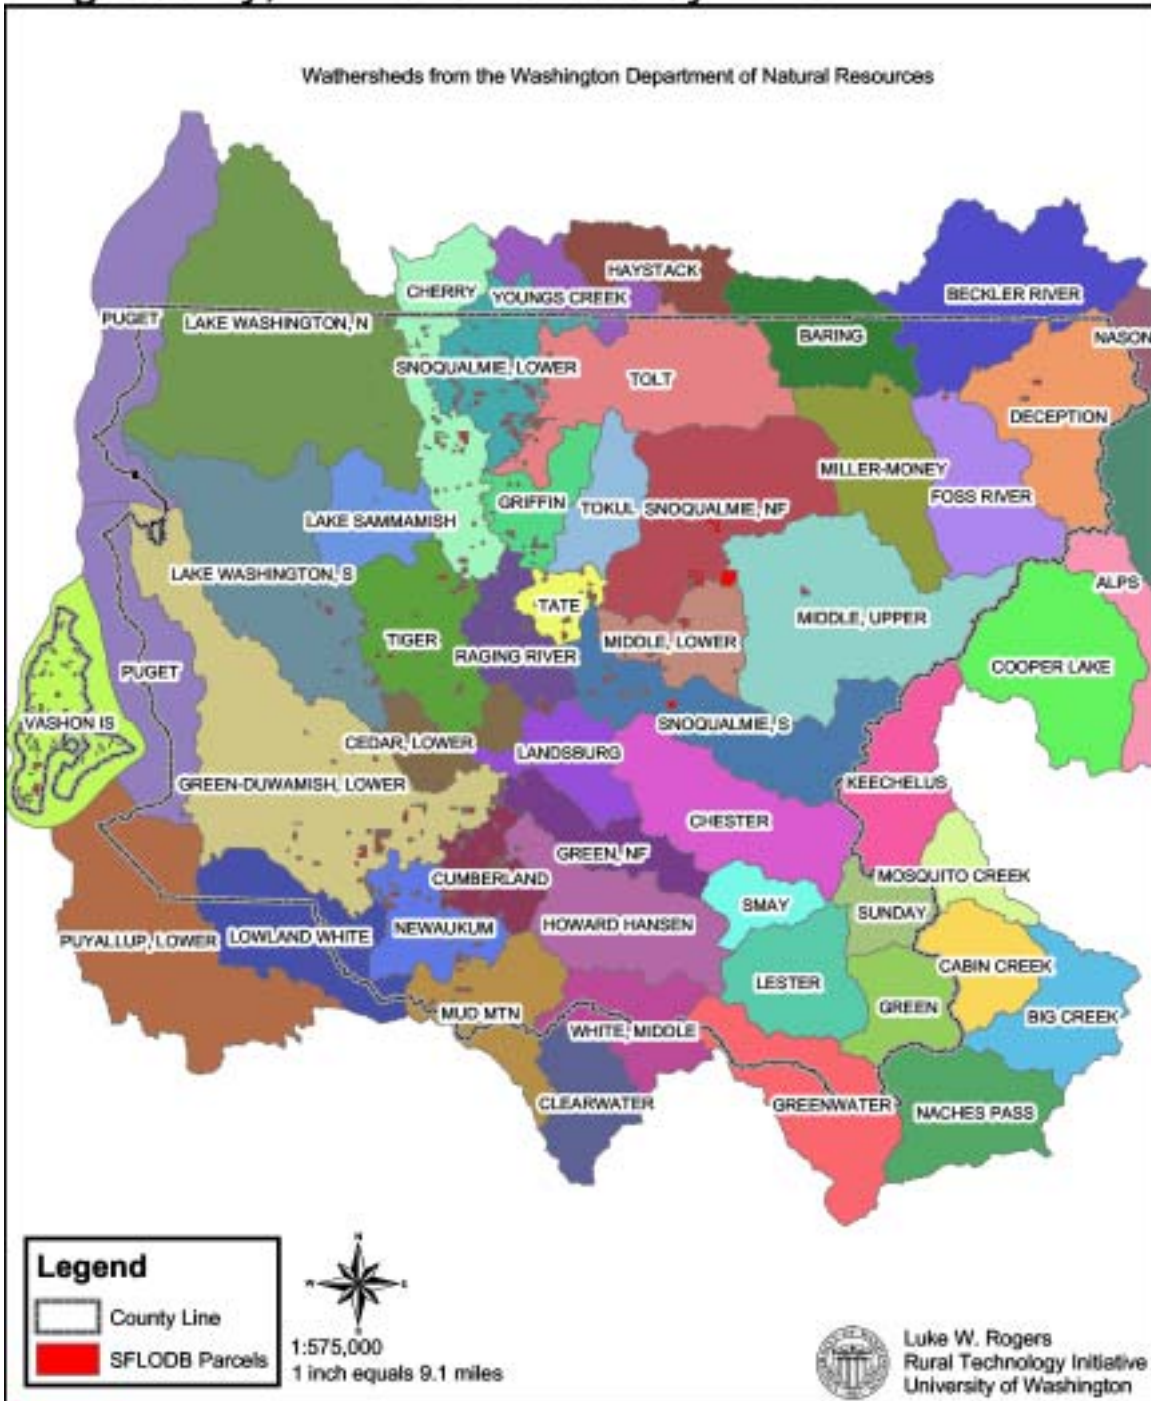 Wathersheds from the Washington Department of Natural Resources
HAYSTACK
CHERRY
YOUNGS CREEK
BECKLER RIVER
PUGET
LAKE WASHINGTON, N
BARING
NASON
SNOQUALMIE, LOWER
TOLT
DECEPTION
MILLER-MONEY
FOSS RIVER
GRIFFIN
TOKUL
SNOQUALMIE, NF
LAKE SAMMAMISH
LAKE WASHINGTON, S
ALPS
TATE
MIDDLE, UPPER
TIGER
MIDDLE, LOWER
RAGING RIVER
COOPER LAKE
PUGET
VASHON IS
SNOQUALMIE, S
CEDAR, LOWER
LANDSBURG
GREEN-DUWAMISH, LOWER
KEECHELUS
CHESTER
GREEN, NF
CUMBERLAND
MOSQUITO CREEK
SMAY
SUNDAY
NEWAUKUM
HOWARD HANSEN
PUYALLUP, LOWER
LOWLAND WHITE
CABIN CREEK
LESTER
GREEN
BIG CREEK
MUD MTN
WHITE, MIDDLE
CLEARWATER
GREENWATER
NACHES PASS
Legend
County Line
SFLODB Parcels
N
W
E
S
1:575,000
1 inch equals 9.1 miles
Luke W. Rogers
Rural Technology Initiative
University of Washington